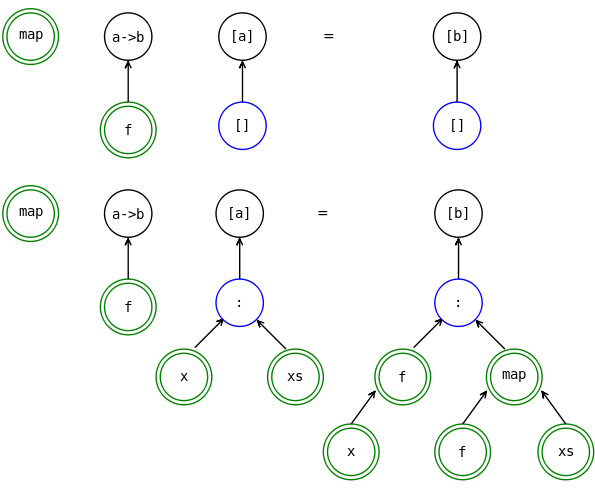 map a->b [a] = [b]
f [] []
map a->b [a] = [b]
f : :
x xs f map
x f xs